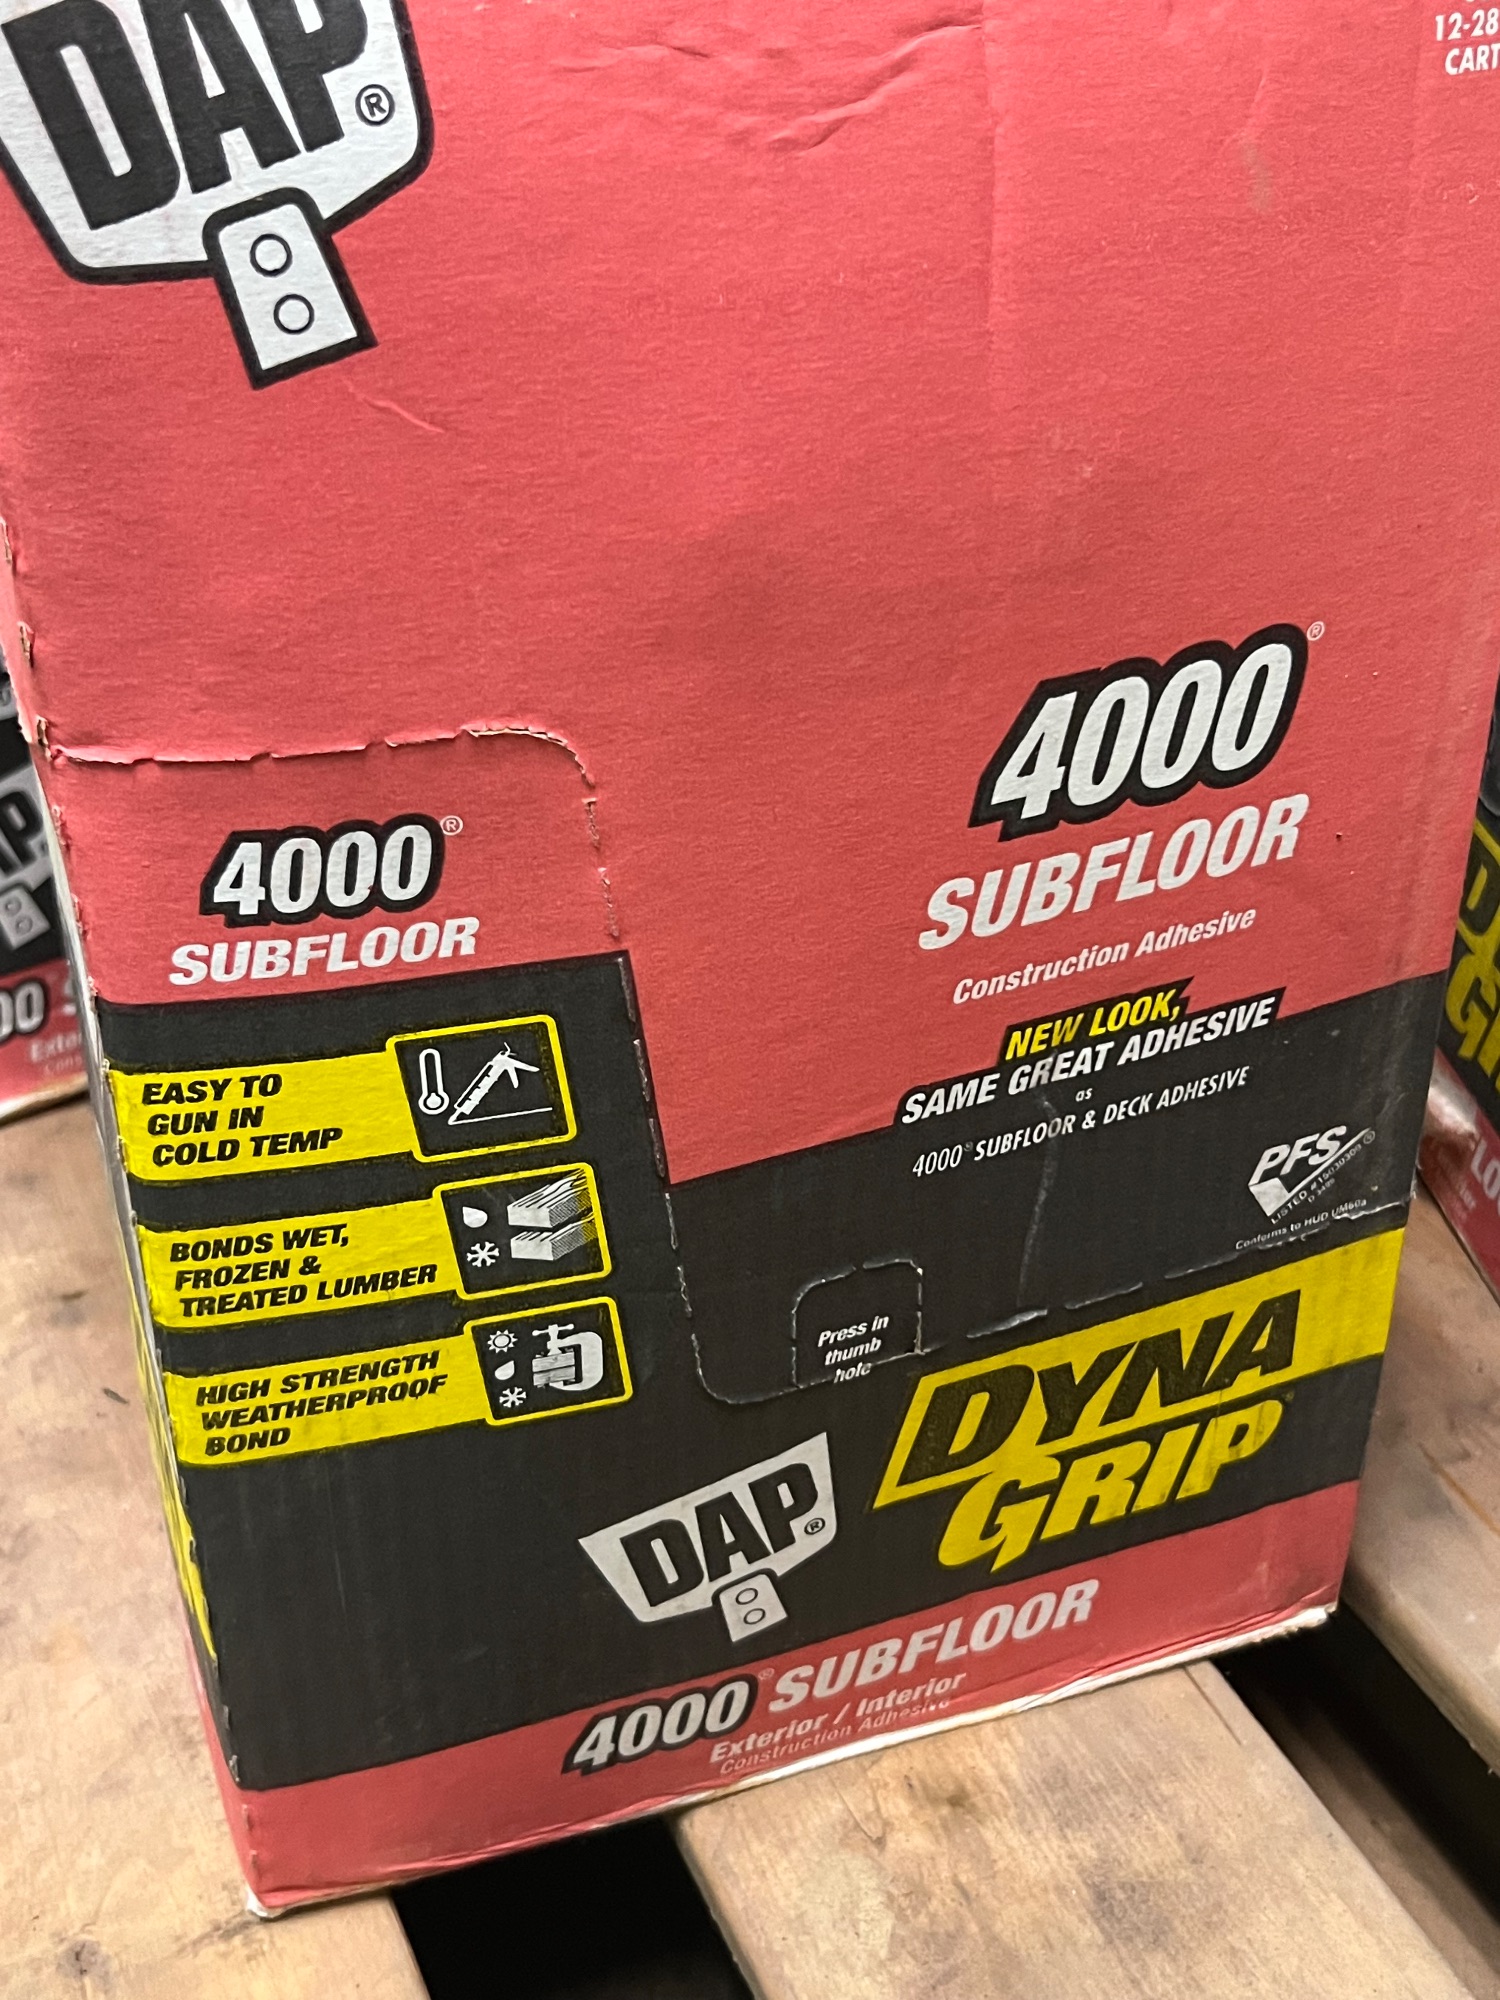 DAP®
12-28
CART
4000®
SUBFLOOR
Construction Adhesive
NEW LOOK,
SAME GREAT ADHESIVE
as
4000® SUBFLOOR & DECK ADHESIVE
PFS
LISTED
Conforms to HUD UM60a
4000®
SUBFLOOR
EASY TO
GUN IN
COLD TEMP
BONDS WET,
FROZEN &
TREATED LUMBER
HIGH STRENGTH
WEATHERPROOF
BOND
Press in
thumb
hole
DYNA
GRIP
DAP®
4000® SUBFLOOR
Exterior / Interior
Construction Adhesive